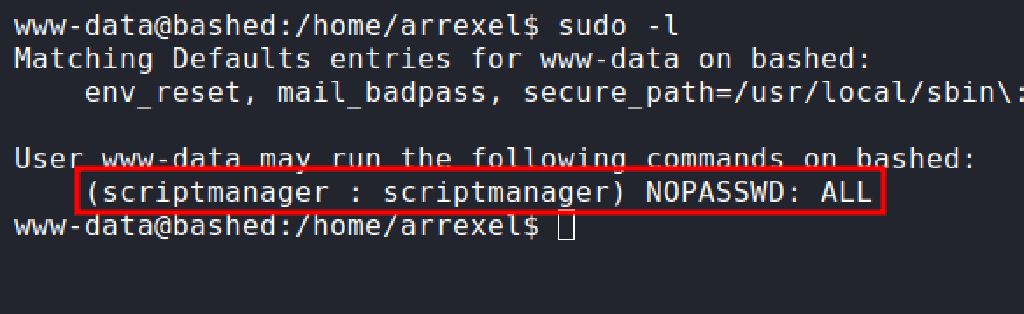 www-data@bashed:/home/arrexel$ sudo -l
Matching Defaults entries for www-data on bashed:
    env_reset, mail_badpass, secure_path=/usr/local/sbin\:
User www-data may run the following commands on bashed:
    (scriptmanager : scriptmanager) NOPASSWD: ALL
www-data@bashed:/home/arrexel$